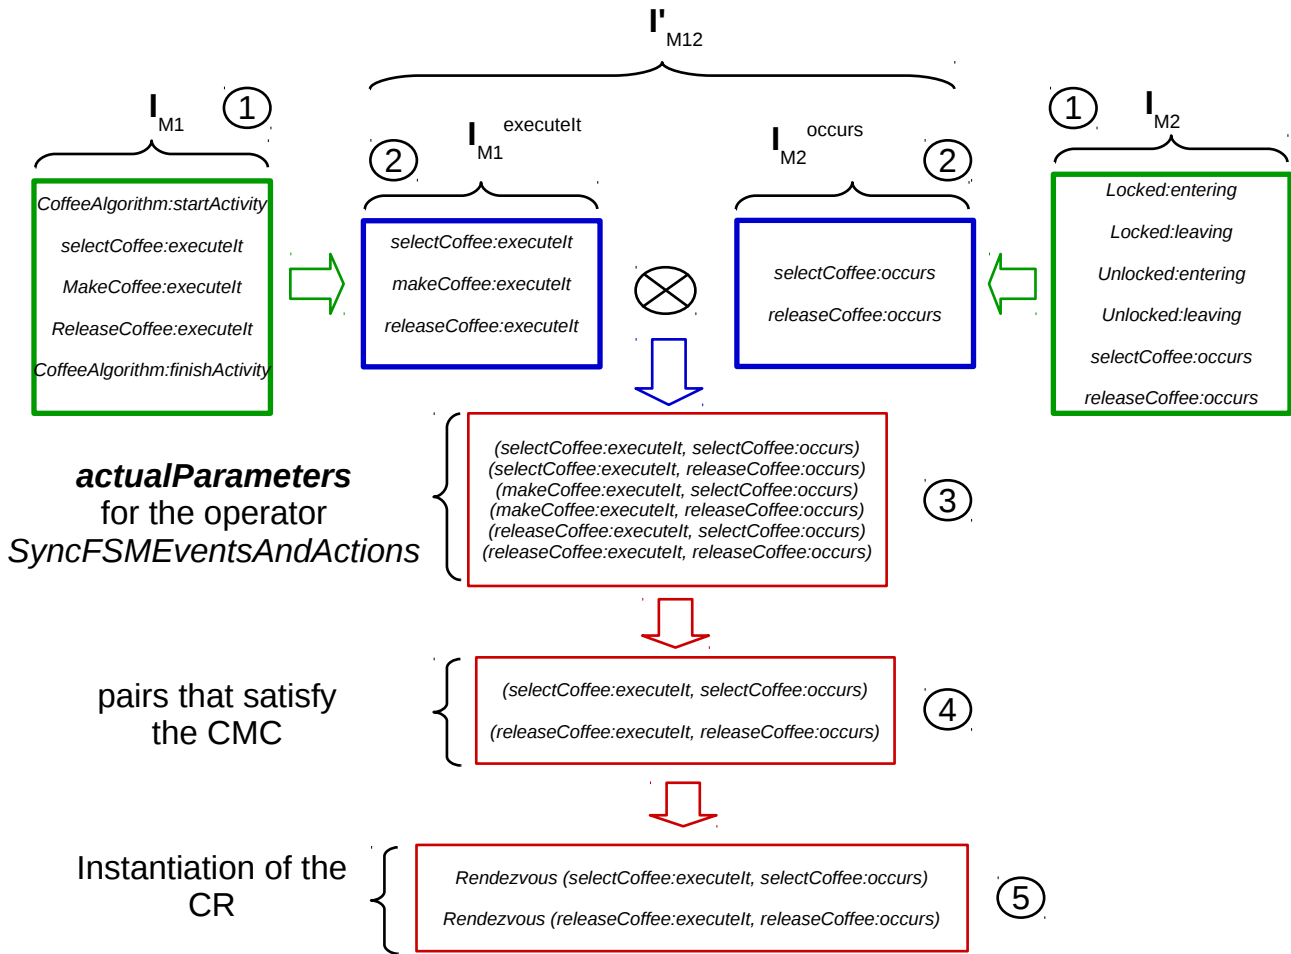 I'M12
IM1
1
IM1executeIt
IM2occurs
1
IM2
2
2
CoffeeAlgorithm:startActivity
selectCoffee:executeIt
MakeCoffee:executeIt
ReleaseCoffee:executeIt
CoffeeAlgorithm:finishActivity
selectCoffee:executeIt
makeCoffee:executeIt
releaseCoffee:executeIt
selectCoffee:occurs
releaseCoffee:occurs
Locked:entering
Locked:leaving
Unlocked:entering
Unlocked:leaving
selectCoffee:occurs
releaseCoffee:occurs
actualParameters
for the operator
SyncFSMEventsAndActions
(selectCoffee:executeIt, selectCoffee:occurs)
(selectCoffee:executeIt, releaseCoffee:occurs)
(makeCoffee:executeIt, selectCoffee:occurs)
(makeCoffee:executeIt, releaseCoffee:occurs)
(releaseCoffee:executeIt, selectCoffee:occurs)
(releaseCoffee:executeIt, releaseCoffee:occurs)
3
pairs that satisfy
the CMC
(selectCoffee:executeIt, selectCoffee:occurs)
(releaseCoffee:executeIt, releaseCoffee:occurs)
4
Instantiation of the
CR
Rendezvous (selectCoffee:executeIt, selectCoffee:occurs)
Rendezvous (releaseCoffee:executeIt, releaseCoffee:occurs)
5